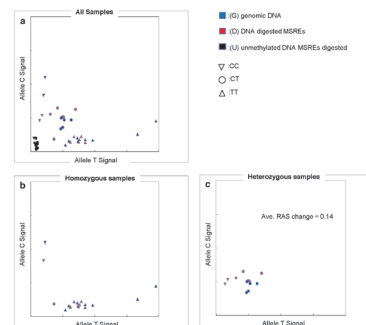 All Samples
a
Allele C Signal
Allele T Signal
:(G) genomic DNA
:(D) DNA digested MSREs
:(U) unmethylated DNA MSREs digested
:CC
:CT
:TT
Homozygous samples
b
Allele C Signal
Allele T Signal
Heterozygous samples
c
Ave. RAS change = 0.14
Allele C Signal
Allele T Signal